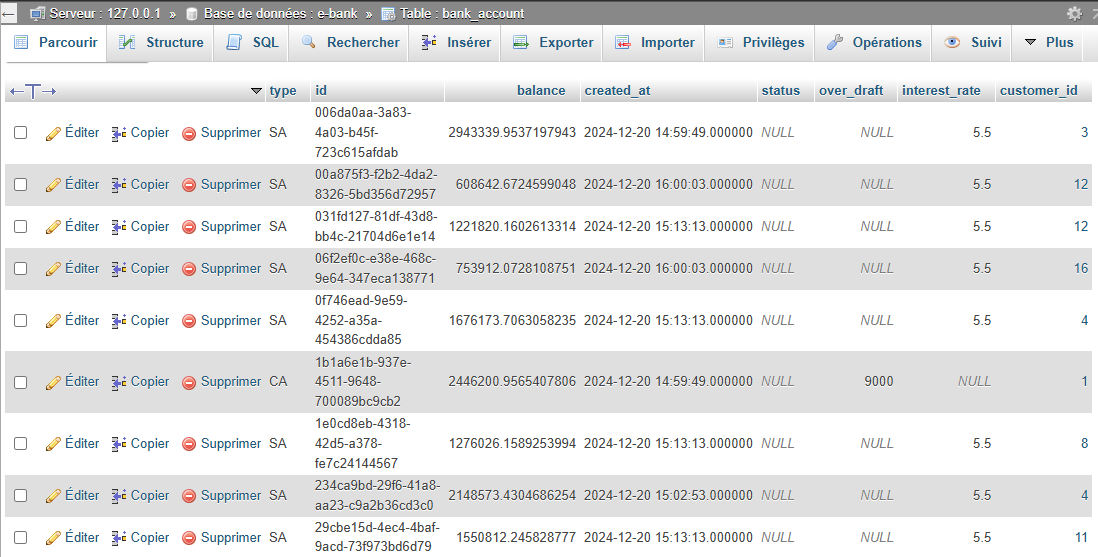 Serveur : 127.0.0.1 » Base de données : e-bank » Table : bank_account
Parcourir Structure SQL Rechercher Insérer Exporter Importer Privilèges Opérations Suivi Plus
type id balance created_at status over_draft interest_rate customer_id
006da0aa-3a83-
Éditer Copier Supprimer SA 4a03-b45f- 2943339.9537197943 2024-12-20 14:59:49.000000 NULL NULL 5.5 3
723c615afdab
00a875f3-f2b2-4da2-
Éditer Copier Supprimer SA 608642.6724599048 2024-12-20 16:00:03.000000 NULL NULL 5.5 12
8326-5bd356d72957
031fd127-81df-43d8-
Éditer Copier Supprimer SA 1221820.1602613314 2024-12-20 15:13:13.000000 NULL NULL 5.5 12
bb4c-21704d6e1e14
06f2ef0c-e38e-468c-
Éditer Copier Supprimer SA 753912.0728108751 2024-12-20 16:00:03.000000 NULL NULL 5.5 16
9e64-347eca138771
0f746ead-9e59-
Éditer Copier Supprimer SA 4252-a35a- 1676173.7063058235 2024-12-20 15:13:13.000000 NULL NULL 5.5 4
454386cdda85
1b1a6e1b-937e-
Éditer Copier Supprimer CA 4511-9648- 2446200.9565407806 2024-12-20 14:59:49.000000 NULL 9000 NULL 1
700089bc9cb2
1e0cd8eb-4318-
Éditer Copier Supprimer SA 42d5-a378- 1276026.1589253994 2024-12-20 15:13:13.000000 NULL NULL 5.5 8
fe7c24144567
234ca9bd-29f6-41a8-
Éditer Copier Supprimer SA 2148573.4304686254 2024-12-20 15:02:53.000000 NULL NULL 5.5 4
aa23-c9a2b36cd3c0
29cbe15d-4ec4-4baf-
Éditer Copier Supprimer SA 1550812.245828777 2024-12-20 15:13:13.000000 NULL NULL 5.5 11
9acd-73f973bd6d79